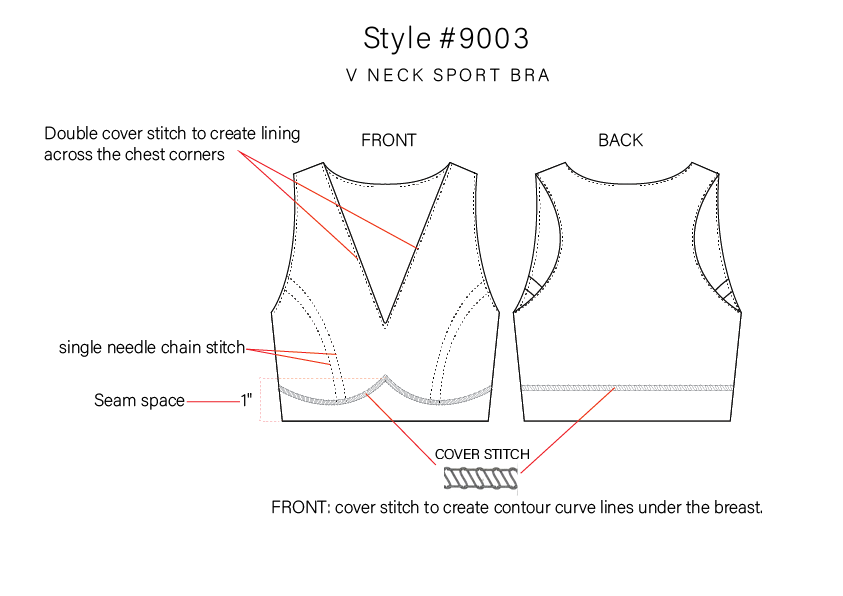 Style #9003
V NECK SPORT BRA
Double cover stitch to create lining
across the chest corners
FRONT
BACK
single needle chain stitch
Seam space
1"
COVER STITCH
FRONT: cover stitch to create contour curve lines under the breast.